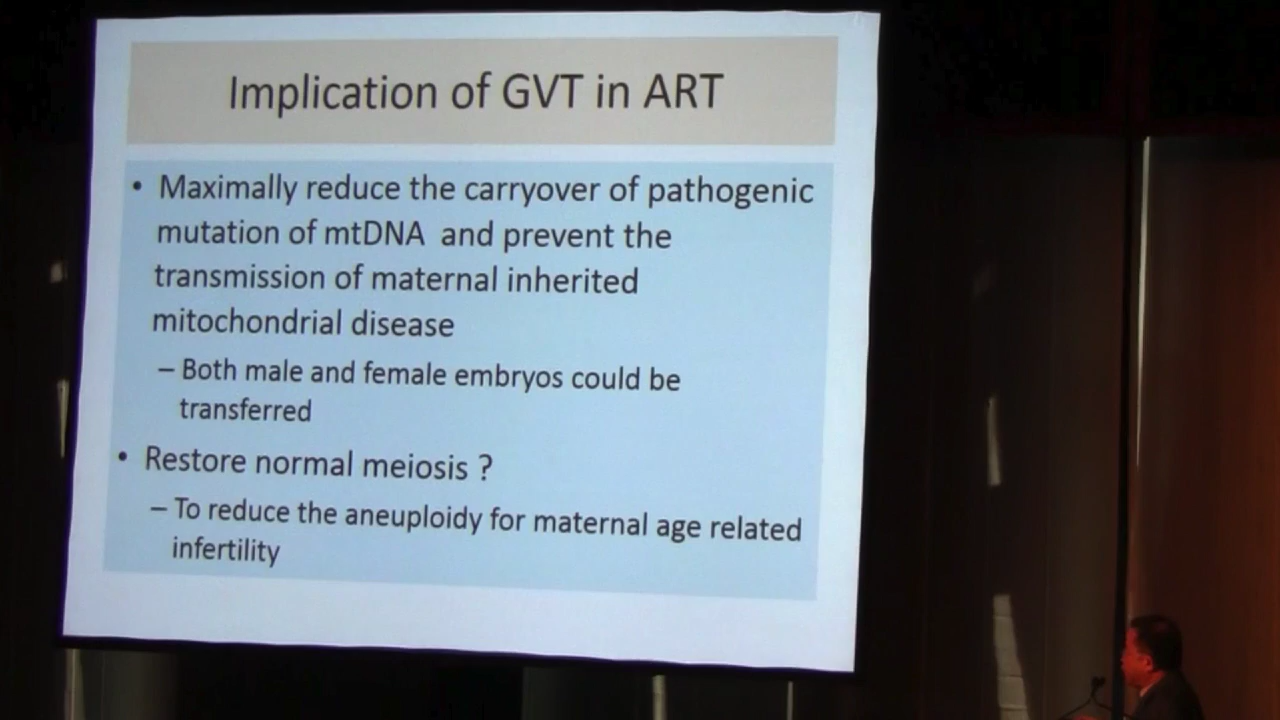 Implication of GVT in ART
• Maximally reduce the carryover of pathogenic
mutation of mtDNA and prevent the
transmission of maternal inherited
mitochondrial disease
– Both male and female embryos could be
transferred
• Restore normal meiosis ?
– To reduce the aneuploidy for maternal age related
infertility